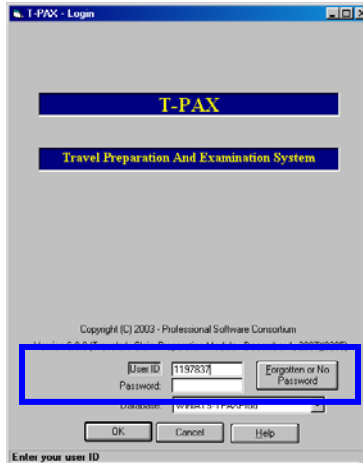 T-PAX - Login
T-PAX
Travel Preparation And Examination System
Copyright (C) 2003 - Professional Software Consortium
User ID 1197837 Forgotten or No
Password: Password
Database:
OK Cancel Help
Enter your user ID